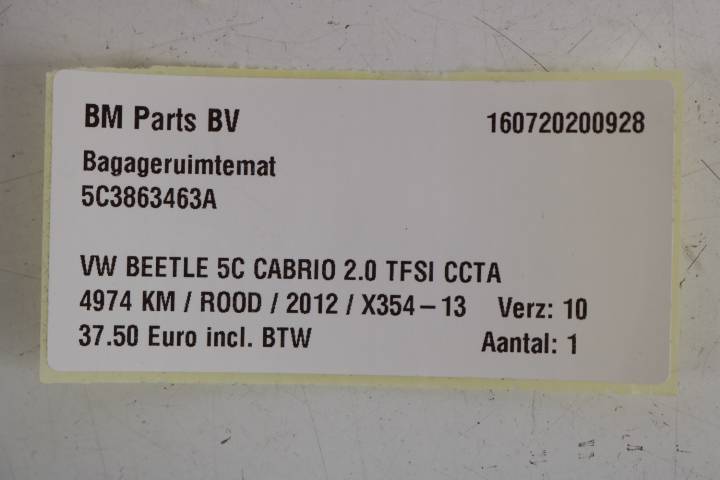 BM Parts BV 160720200928
Bagageruimtemat
5C3863463A
VW BEETLE 5C CABRIO 2.0 TFSI CCTA
4974 KM / ROOD / 2012 / X354-13 Verz: 10
37.50 Euro incl. BTW Aantal: 1